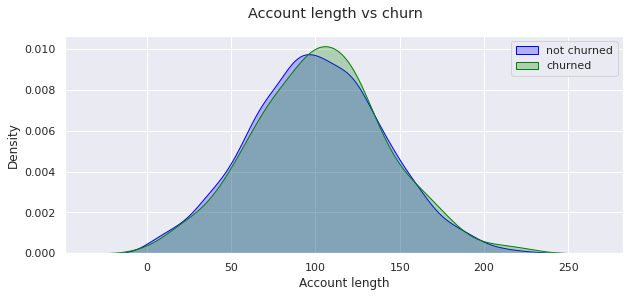 Account length vs churn
not churned
churned
Density
0.010
0.008
0.006
0.004
0.002
0.000
0
50
100
150
200
250
Account length